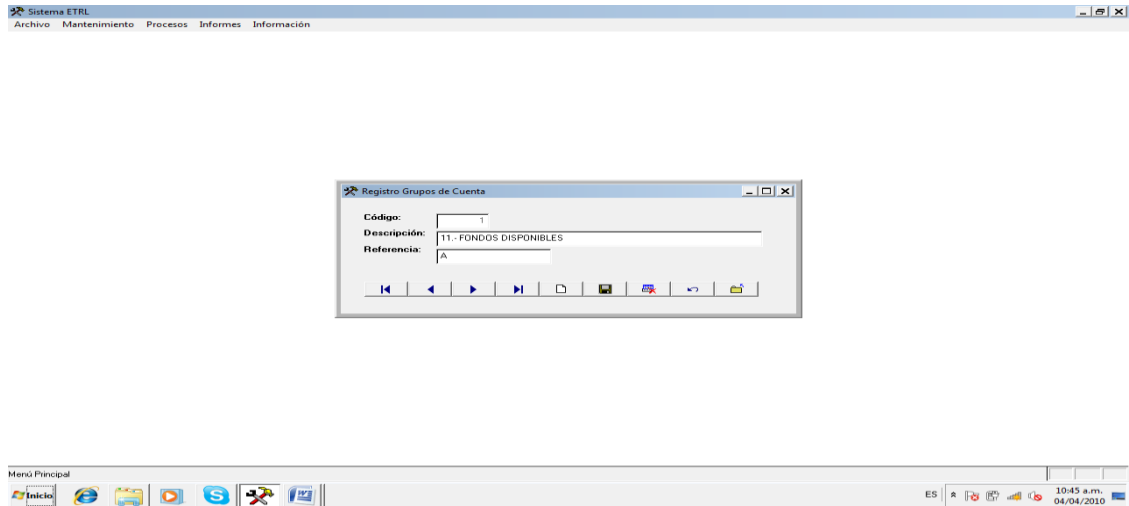 Sistema ETRL
Archivo Mantenimiento Procesos Informes Información
Registro Grupos de Cuenta
Código: 1
Descripción: 11.- FONDOS DISPONIBLES
Referencia: A
Menú Principal
Inicio ES 10:45 a.m.
04/04/2010